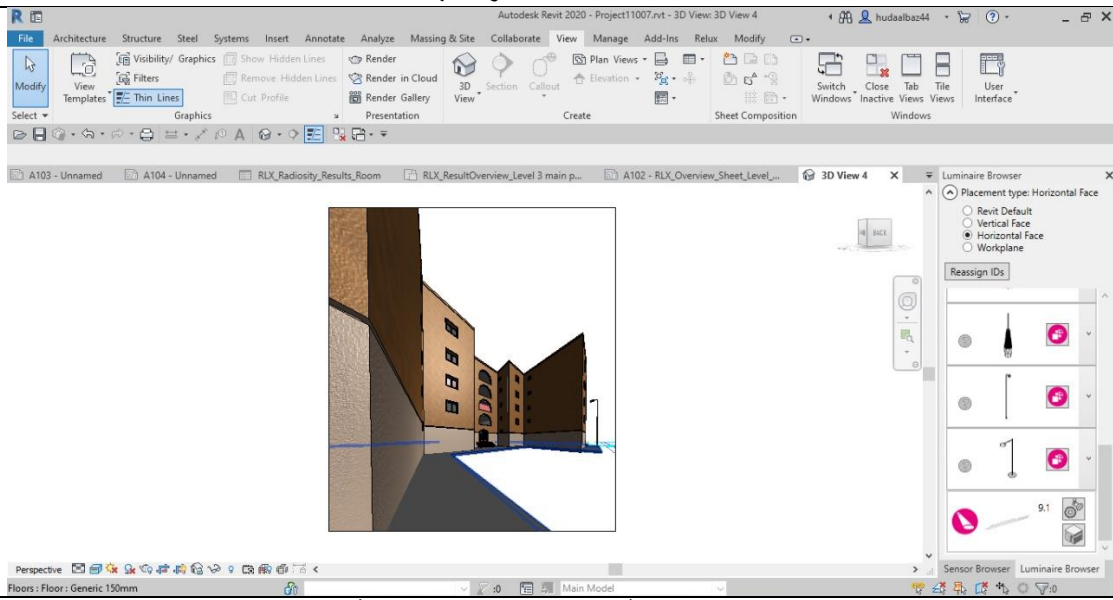 Autodesk Revit 2020 - Project11007.rvt - 3D View: 3D View 4
hudaalbaz44
File Architecture Structure Steel Systems Insert Annotate Analyze Massing & Site Collaborate View Manage Add-Ins Relux Modify
Modify
View Templates
Visibility/ Graphics
Filters
Thin Lines
Show Hidden Lines
Remove Hidden Lines
Cut Profile
Render
Render in Cloud
Render Gallery
3D View
Section
Callout
Plan Views
Elevation
Switch Windows
Close Inactive
Tab Views
Tile Views
User Interface
Select
Graphics
Presentation
Create
Sheet Composition
Windows
A103 - Unnamed
A104 - Unnamed
RLX_Radiosity_Results_Room
RLX_ResultOverview_Level 3 main p...
A102 - RLX_Overview_Sheet_Level_...
3D View 4 X
Luminaire Browser X
Placement type: Horizontal Face
Revit Default
Vertical Face
Horizontal Face
Workplane
Reassign IDs
BACK
9.1
Perspective
Sensor Browser Luminaire Browser
Floors : Floor : Generic 150mm
:0
Main Model
:0